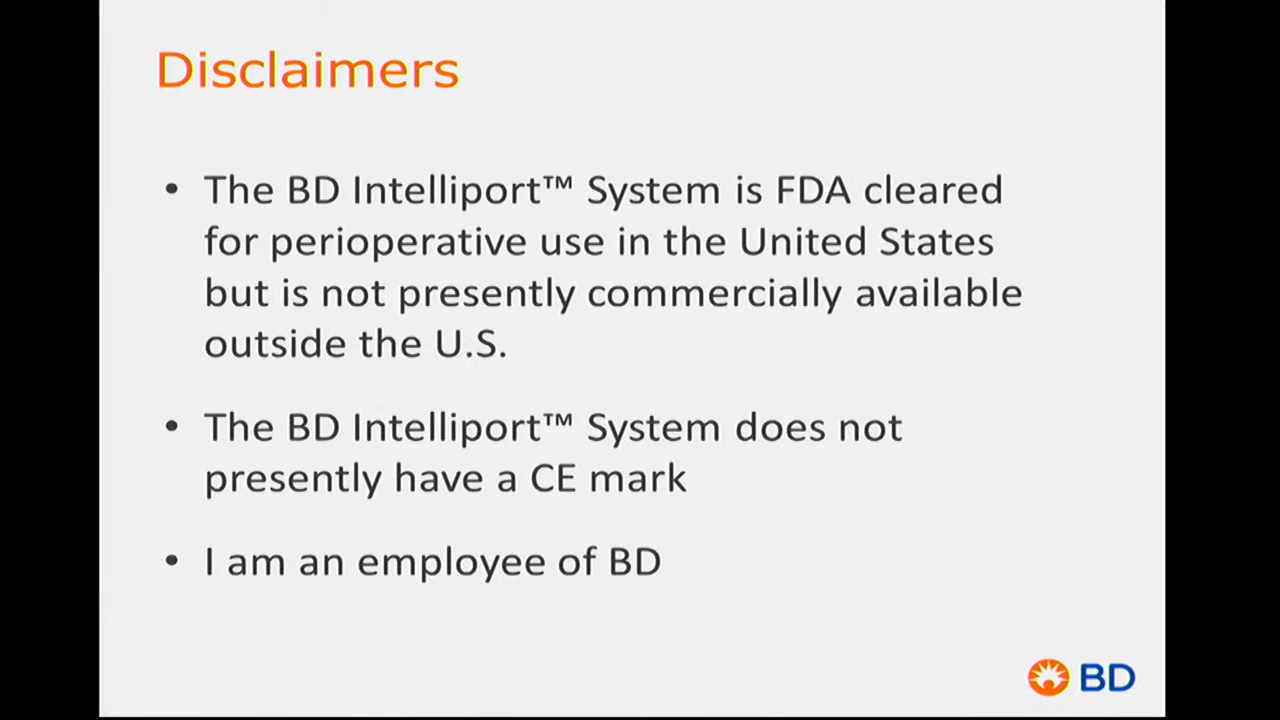 Disclaimers
• The BD Intelliport™ System is FDA cleared
for perioperative use in the United States
but is not presently commercially available
outside the U.S.
• The BD Intelliport™ System does not
presently have a CE mark
• I am an employee of BD
BD